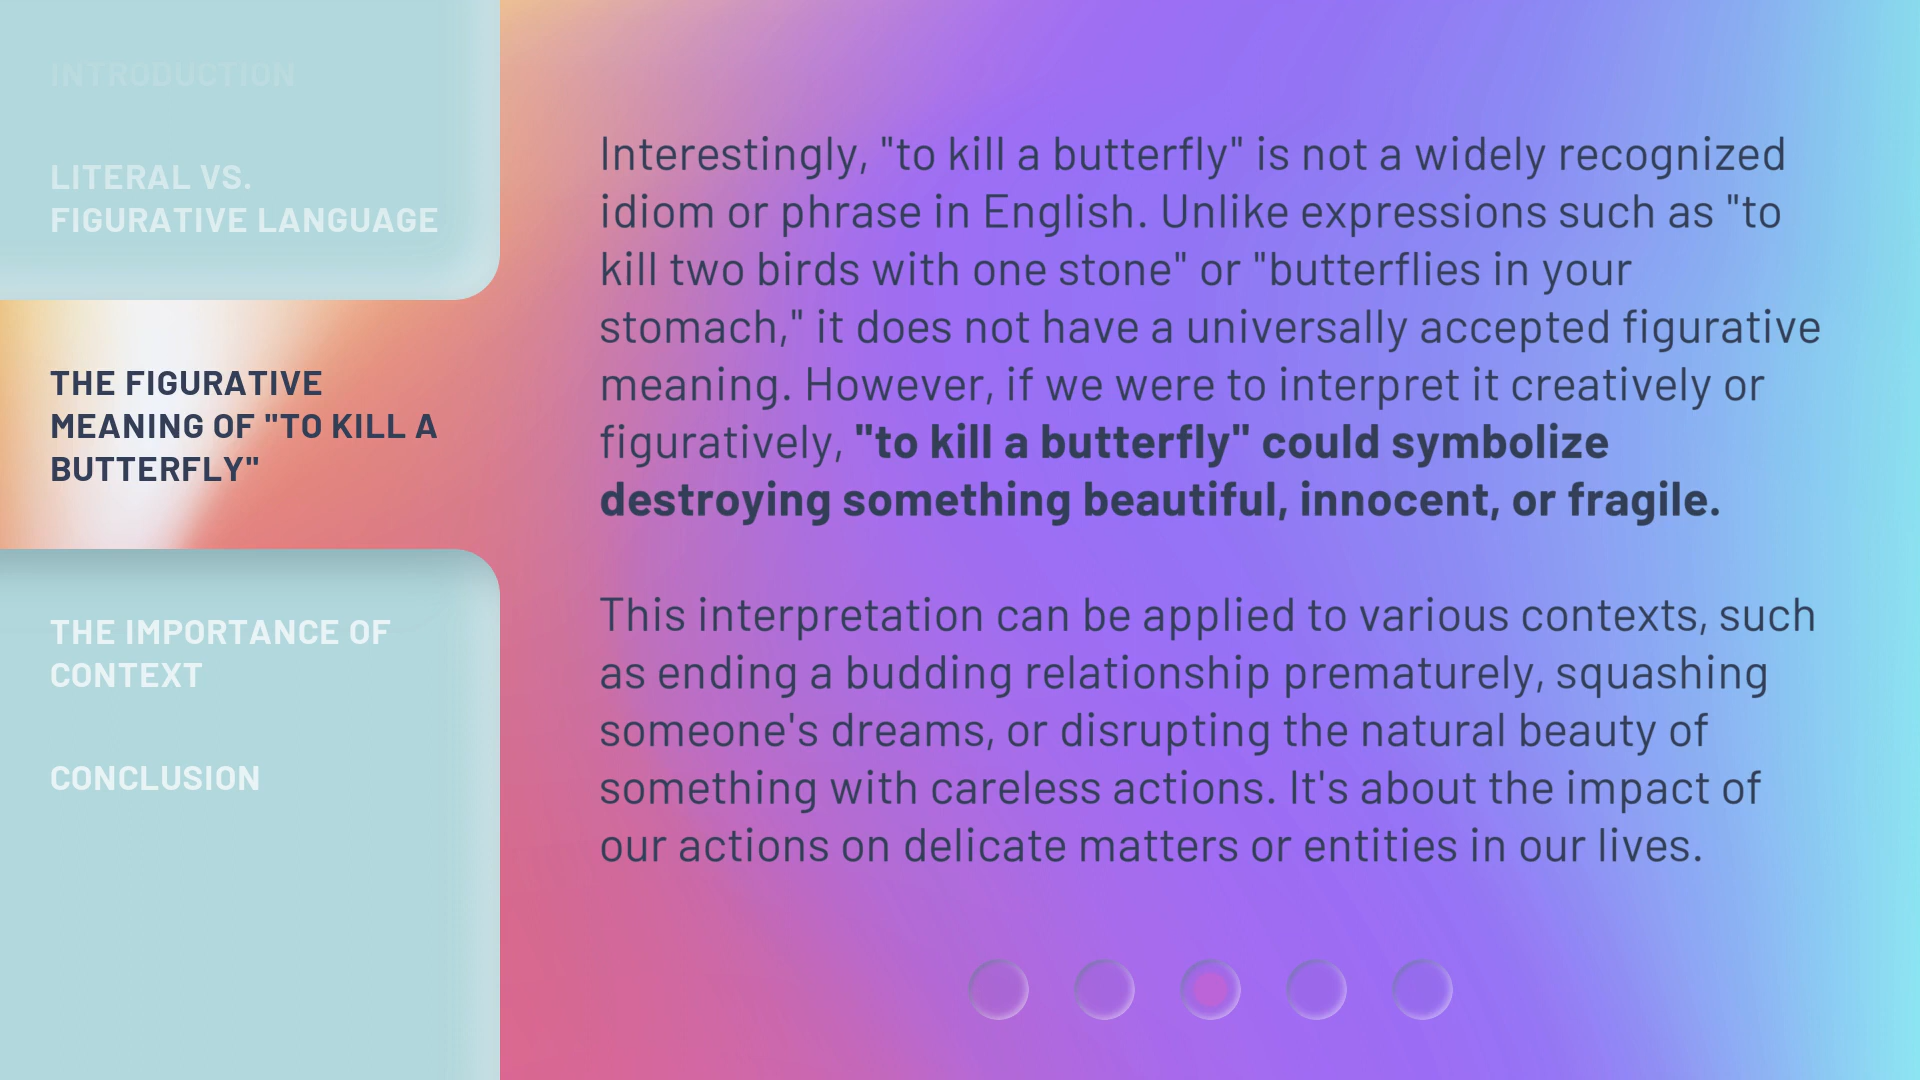 INTRODUCTION
LITERAL VS.
FIGURATIVE LANGUAGE
THE FIGURATIVE
MEANING OF "TO KILL A
BUTTERFLY"
THE IMPORTANCE OF
CONTEXT
CONCLUSION
Interestingly, "to kill a butterfly" is not a widely recognized
idiom or phrase in English. Unlike expressions such as "to
kill two birds with one stone" or "butterflies in your
stomach," it does not have a universally accepted figurative
meaning. However, if we were to interpret it creatively or
figuratively, "to kill a butterfly" could symbolize
destroying something beautiful, innocent, or fragile.
This interpretation can be applied to various contexts, such
as ending a budding relationship prematurely, squashing
someone's dreams, or disrupting the natural beauty of
something with careless actions. It's about the impact of
our actions on delicate matters or entities in our lives.